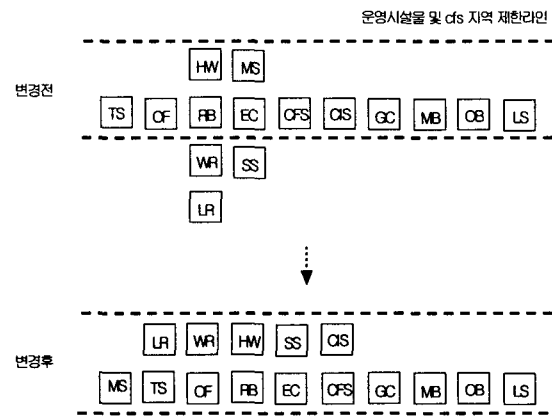 운영시설물 및 cfs 지역 제한라인
HW MS
변경전
TS OF RB EC CFS CIS GC MB OB LS
WR SS
LR
LR WR HW SS CIS
변경후
MS TS OF RB EC CFS GC MB OB LS